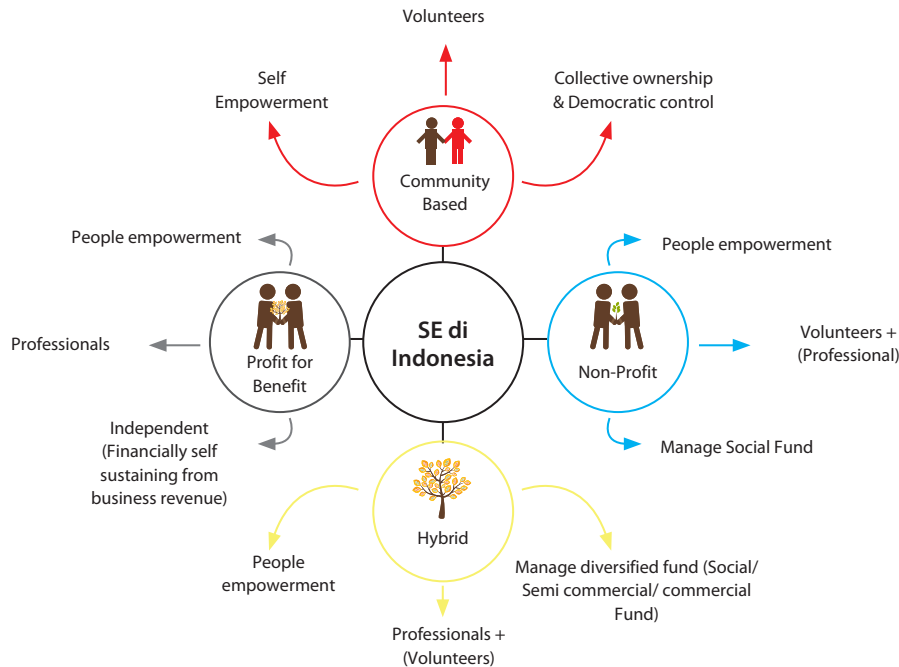 Volunteers
Self
Empowerment
Collective ownership
& Democratic control
Community
Based
People empowerment
People empowerment
SE di
Indonesia
Professionals
Profit for
Benefit
Non-Profit
Volunteers +
(Professional)
Independent
(Financially self
sustaining from
business revenue)
Manage Social Fund
Hybrid
People
empowerment
Manage diversified fund (Social/
Semi commercial/ commercial
Fund)
Professionals +
(Volunteers)